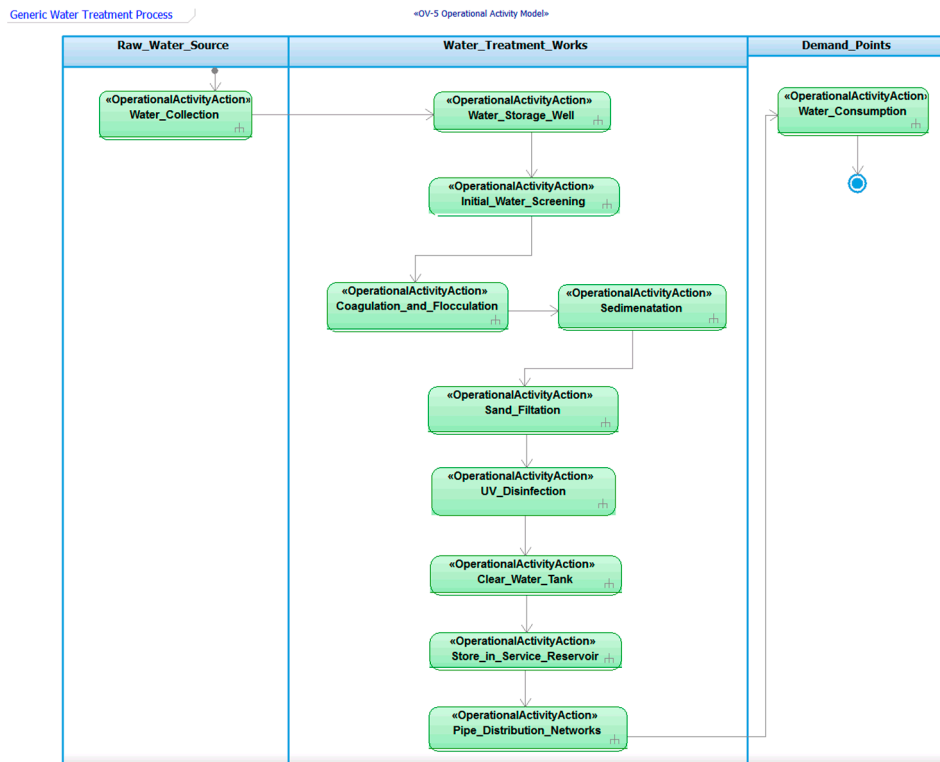 Generic Water Treatment Process
«OV-5 Operational Activity Model»
Raw_Water_Source
Water_Treatment_Works
Demand_Points
«OperationalActivityAction»
Water_Collection
«OperationalActivityAction»
Water_Storage_Well
«OperationalActivityAction»
Water_Consumption
«OperationalActivityAction»
Initial_Water_Screening
«OperationalActivityAction»
Coagulation_and_Flocculation
«OperationalActivityAction»
Sedimenatation
«OperationalActivityAction»
Sand_Filtation
«OperationalActivityAction»
UV_Disinfection
«OperationalActivityAction»
Clear_Water_Tank
«OperationalActivityAction»
Store_in_Service_Reservoir
«OperationalActivityAction»
Pipe_Distribution_Networks